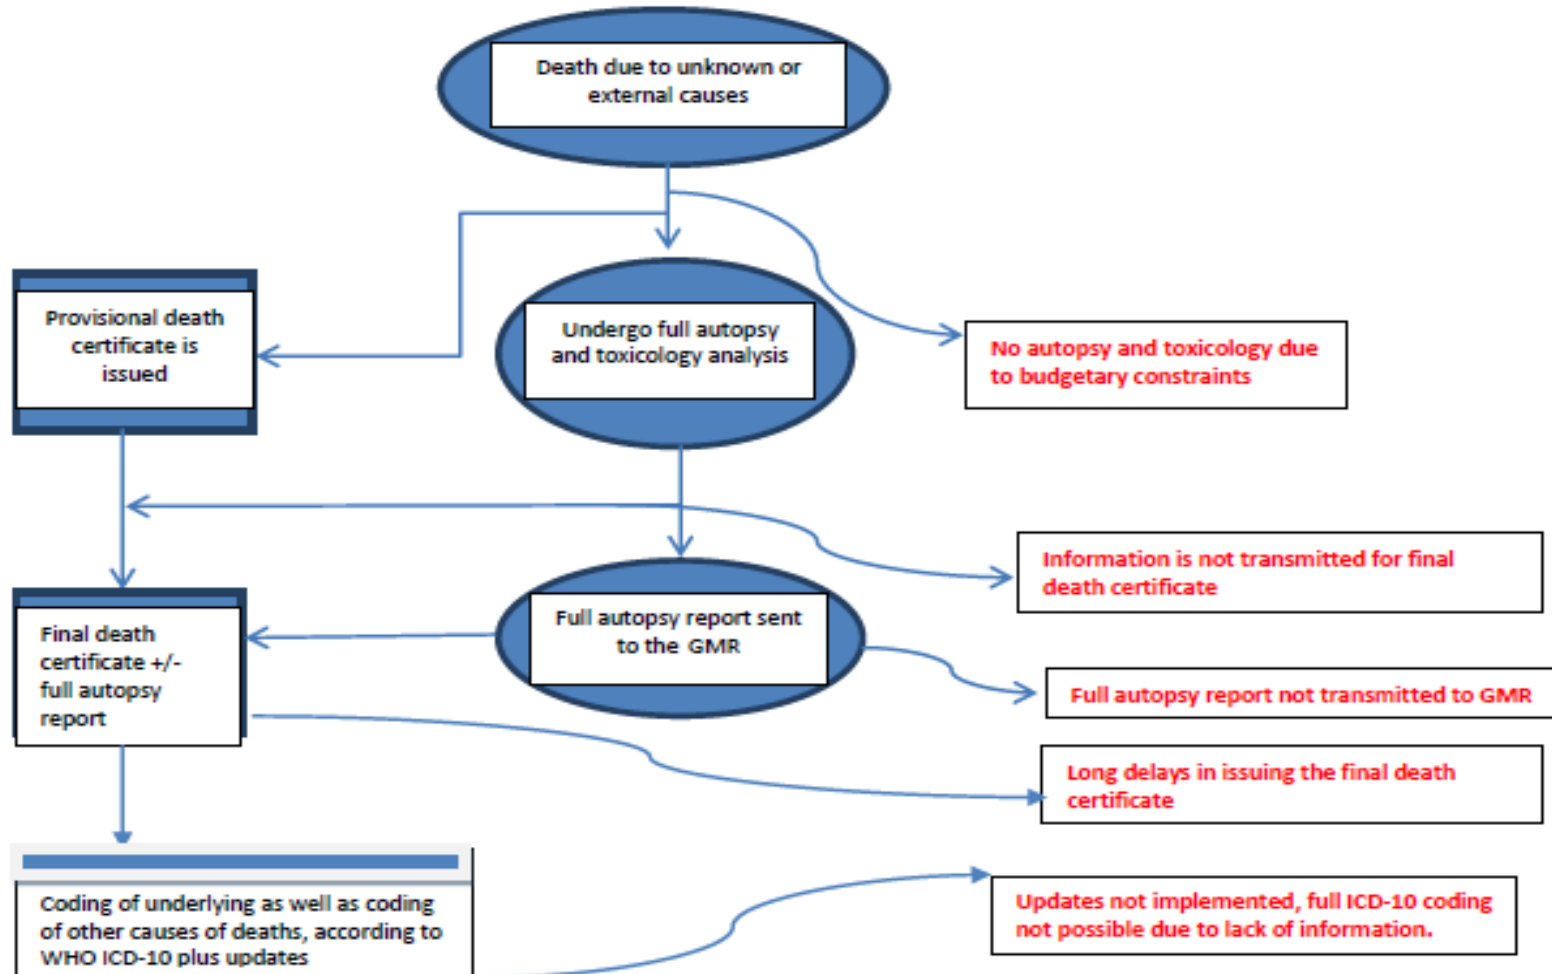 Death due to unknown or
external causes
Provisional death
certificate is
issued
Undergo full autopsy
and toxicology analysis
No autopsy and toxicology due
to budgetary constraints
Information is not transmitted for final
death certificate
Final death
certificate +/-
full autopsy
report
Full autopsy report sent
to the GMR
Full autopsy report not transmitted to GMR
Long delays in issuing the final death
certificate
Coding of underlying as well as coding
of other causes of deaths, according to
WHO ICD-10 plus updates
Updates not implemented, full ICD-10 coding
not possible due to lack of information.